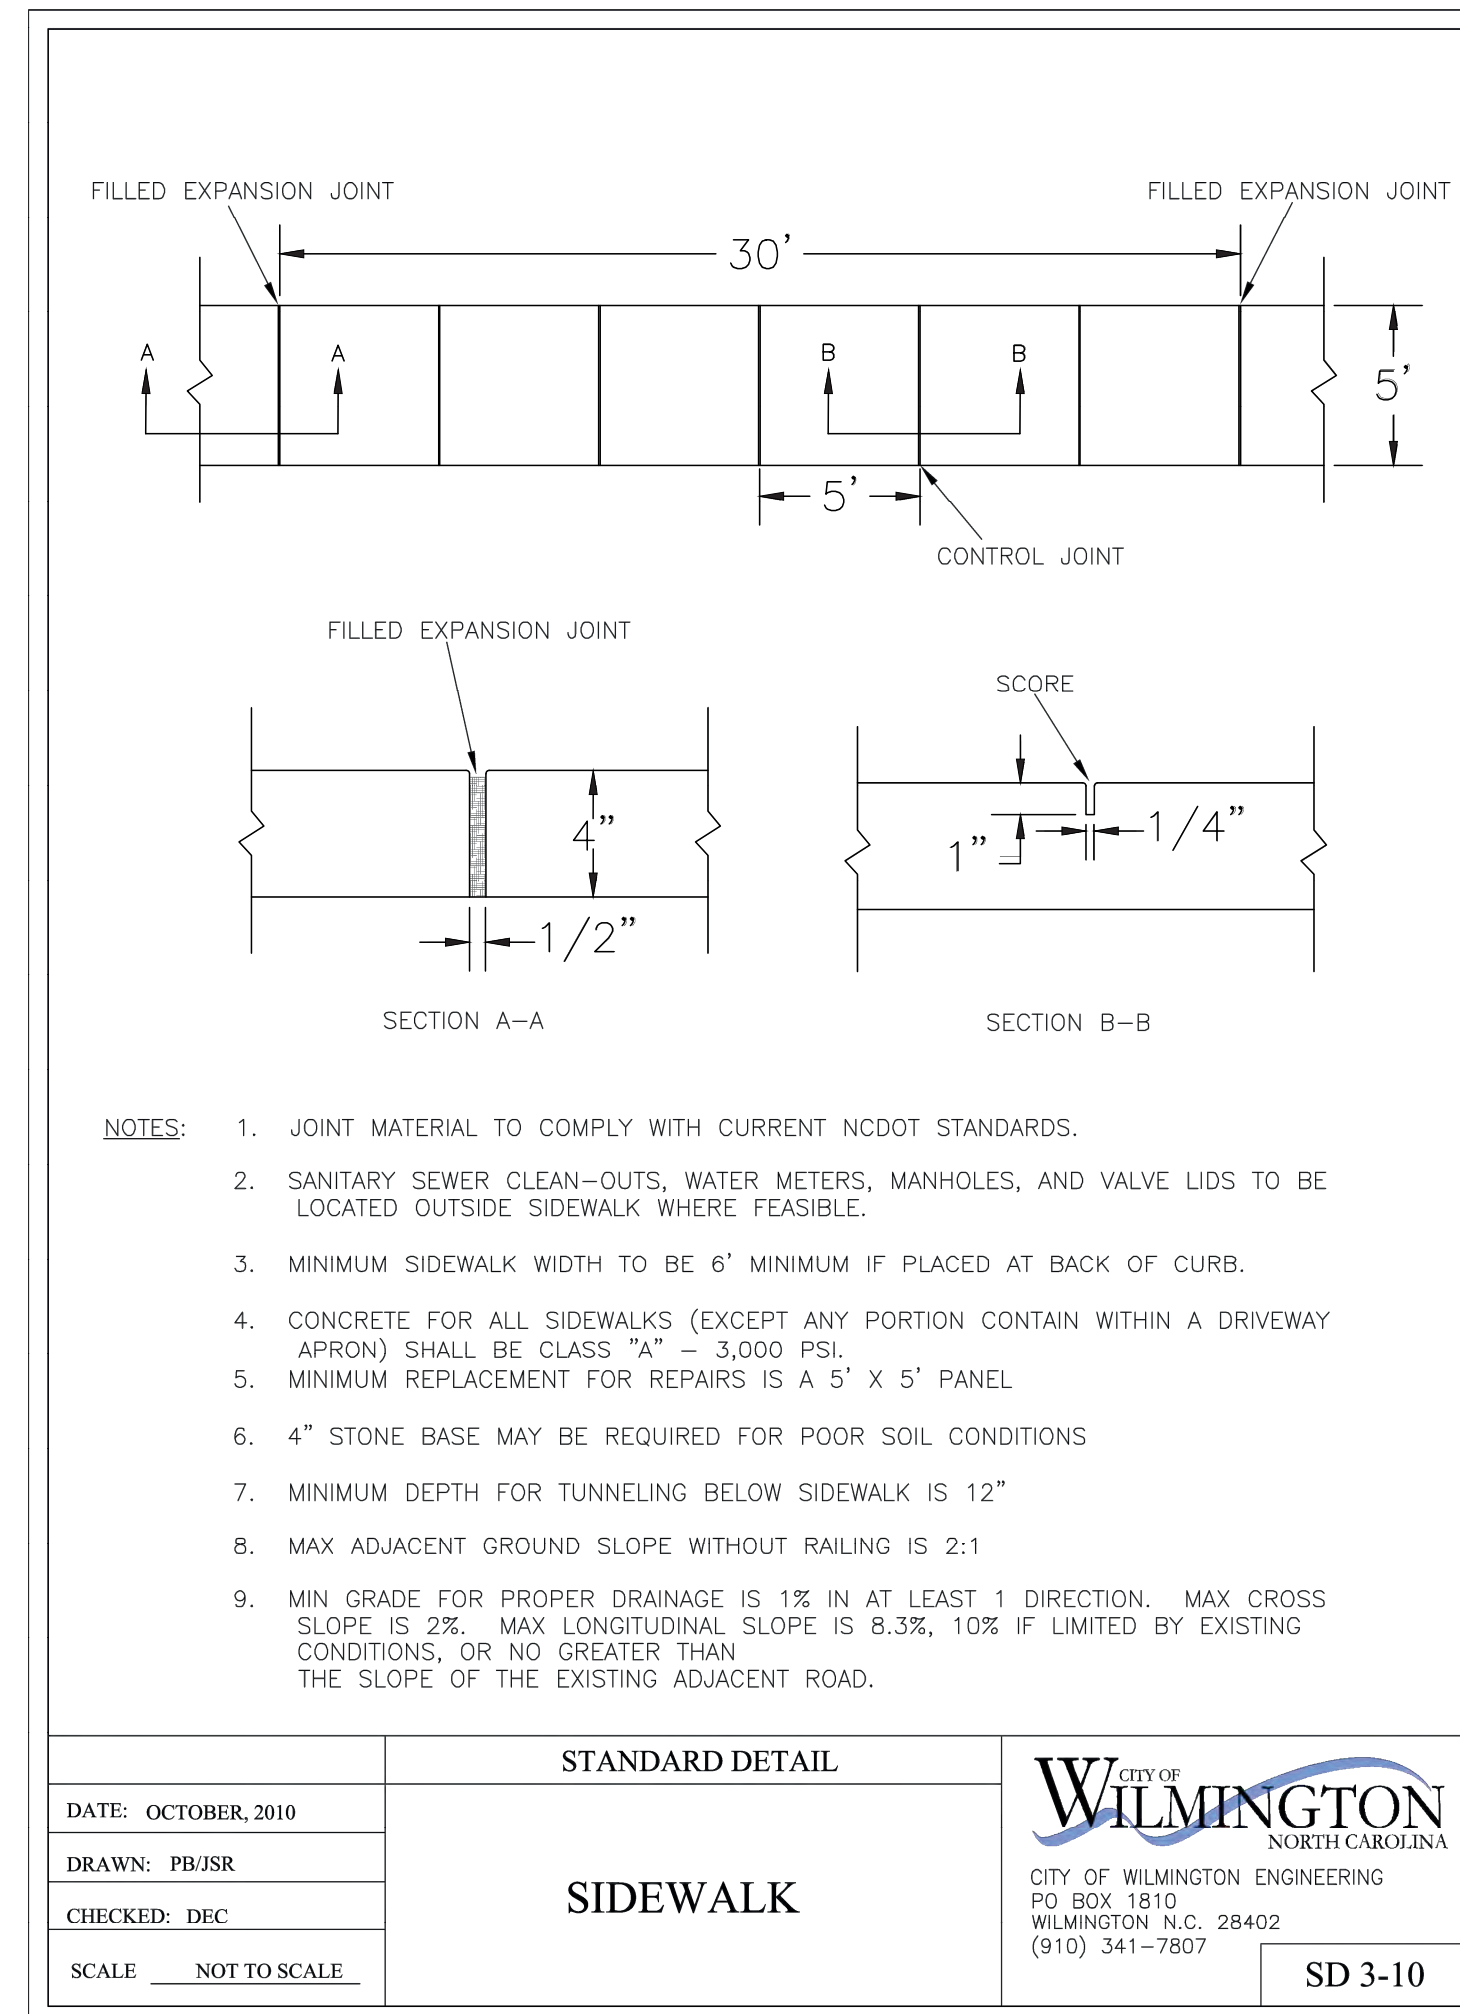 FILLED EXPANSION JOINT
FILLED EXPANSION JOINT
30'
A
A
B
B
5'
5'
CONTROL JOINT
FILLED EXPANSION JOINT
SCORE
4"
1"
1/4"
1/2"
SECTION A-A
SECTION B-B
NOTES: 1. JOINT MATERIAL TO COMPLY WITH CURRENT NCDOT STANDARDS.
2. SANITARY SEWER CLEAN-OUTS, WATER METERS, MANHOLES, AND VALVE LIDS TO BE
LOCATED OUTSIDE SIDEWALK WHERE FEASIBLE.
3. MINIMUM SIDEWALK WIDTH TO BE 6' MINIMUM IF PLACED AT BACK OF CURB.
4. CONCRETE FOR ALL SIDEWALKS (EXCEPT ANY PORTION CONTAIN WITHIN A DRIVEWAY
APRON) SHALL BE CLASS "A" - 3,000 PSI.
5. MINIMUM REPLACEMENT FOR REPAIRS IS A 5' X 5' PANEL
6. 4" STONE BASE MAY BE REQUIRED FOR POOR SOIL CONDITIONS
7. MINIMUM DEPTH FOR TUNNELING BELOW SIDEWALK IS 12"
8. MAX ADJACENT GROUND SLOPE WITHOUT RAILING IS 2:1
9. MIN GRADE FOR PROPER DRAINAGE IS 1% IN AT LEAST 1 DIRECTION. MAX CROSS
SLOPE IS 2%. MAX LONGITUDINAL SLOPE IS 8.3%, 10% IF LIMITED BY EXISTING
CONDITIONS, OR NO GREATER THAN
THE SLOPE OF THE EXISTING ADJACENT ROAD.
STANDARD DETAIL
DATE: OCTOBER, 2010
DRAWN: PB/JSR
CHECKED: DEC
SCALE NOT TO SCALE
SIDEWALK
CITY OF
WILMINGTON
NORTH CAROLINA
CITY OF WILMINGTON ENGINEERING
PO BOX 1810
WILMINGTON N.C. 28402
(910) 341-7807
SD 3-10